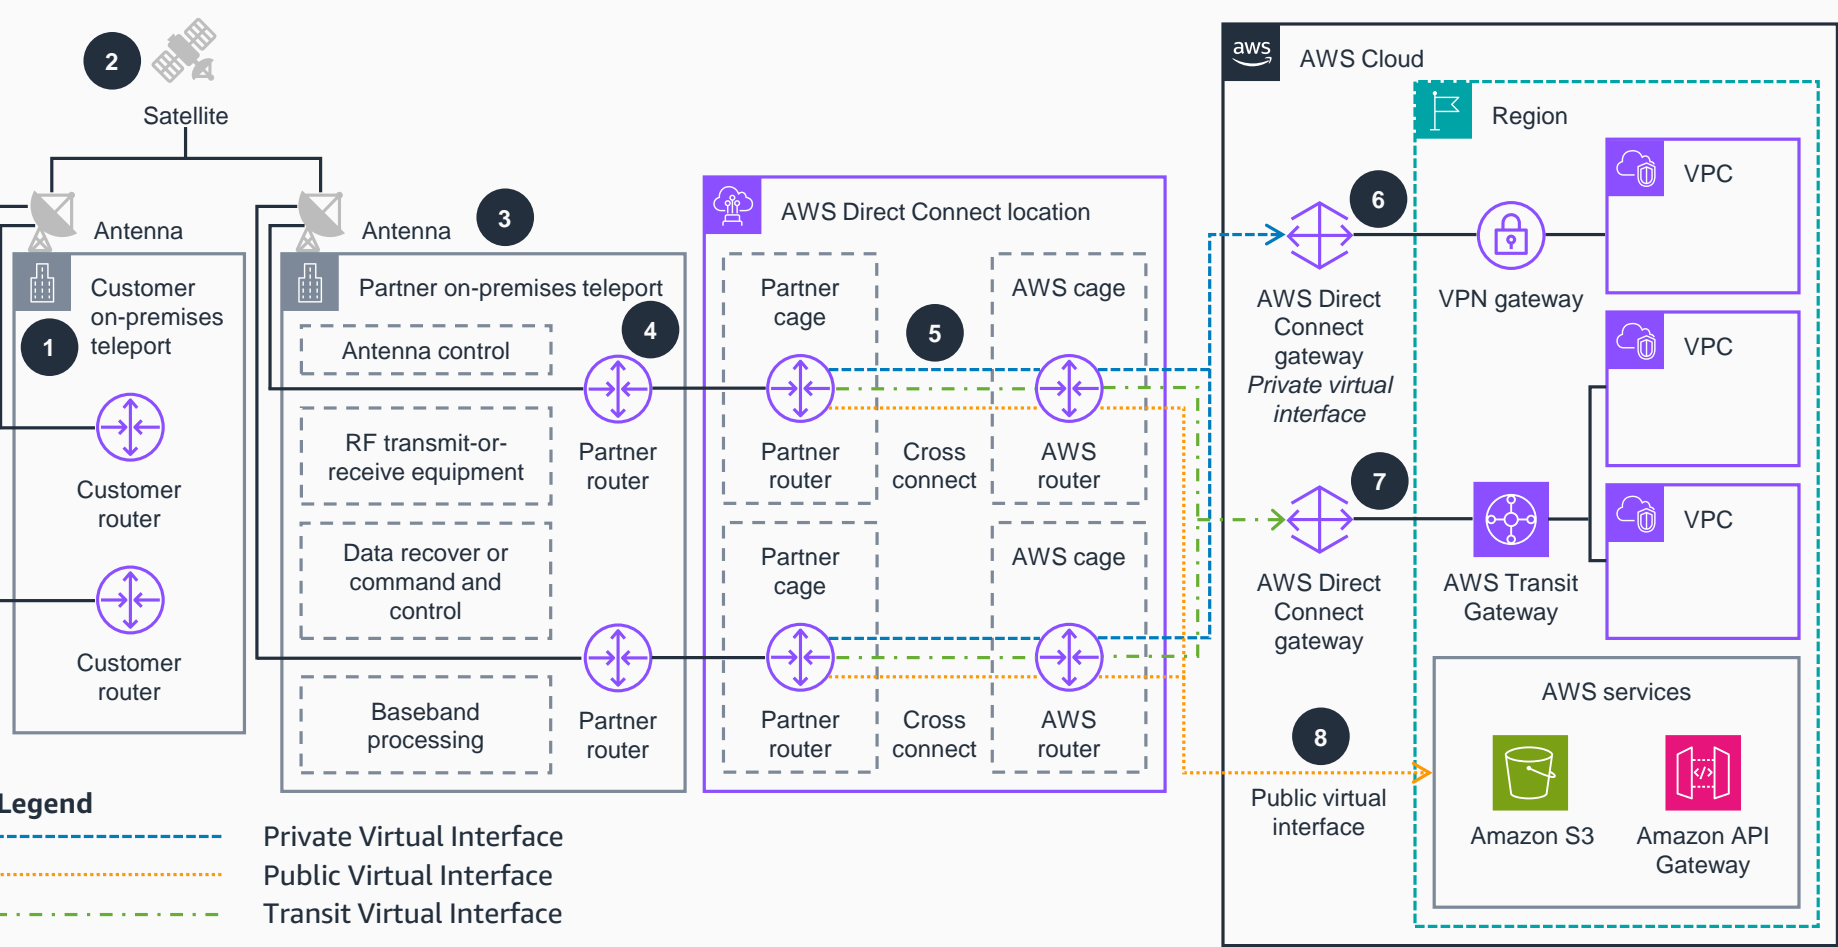 2
Satellite
Antenna
Customer
on-premises
teleport
1
Customer
router
Customer
router
Antenna
3
Partner on-premises teleport
4
Antenna control
RF transmit-or-
receive equipment
Data recover or
command and
control
Baseband
processing
Partner
router
Partner
router
AWS Direct Connect location
Partner
cage
5
AWS cage
Partner
router
Cross
connect
AWS
router
Partner
cage
AWS cage
Partner
router
Cross
connect
AWS
router
aws
AWS Cloud
Region
6
AWS Direct
Connect
gateway
Private virtual
interface
VPN gateway
VPC
VPC
7
AWS Direct
Connect
gateway
AWS Transit
Gateway
VPC
8
Public virtual
interface
AWS services
Amazon S3
Amazon API
Gateway
Legend
Private Virtual Interface
Public Virtual Interface
Transit Virtual Interface